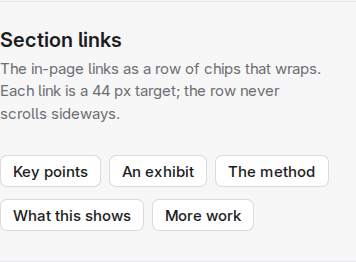 Section links
The in-page links as a row of chips that wraps.
Each link is a 44 px target; the row never
scrolls sideways.
Key points An exhibit The method
What this shows More work